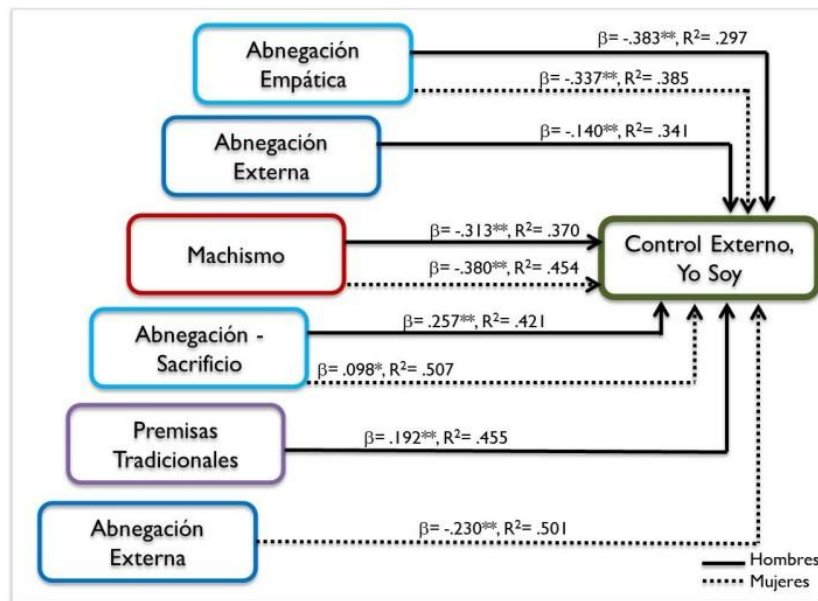 Abnegación
Empática
β= -.383**, R²= .297
β= -.337**, R²= .385
Abnegación
Externa
β= -.140**, R²= .341
Machismo
β= -.313**, R²= .370
β= -.380**, R²= .454
Control Externo,
Yo Soy
Abnegación -
Sacrificio
β= .257**, R²= .421
β= .098*, R²= .507
Premisas
Tradicionales
β= .192**, R²= .455
Abnegación
Externa
β= -.230**, R²= .501
Hombres
Mujeres